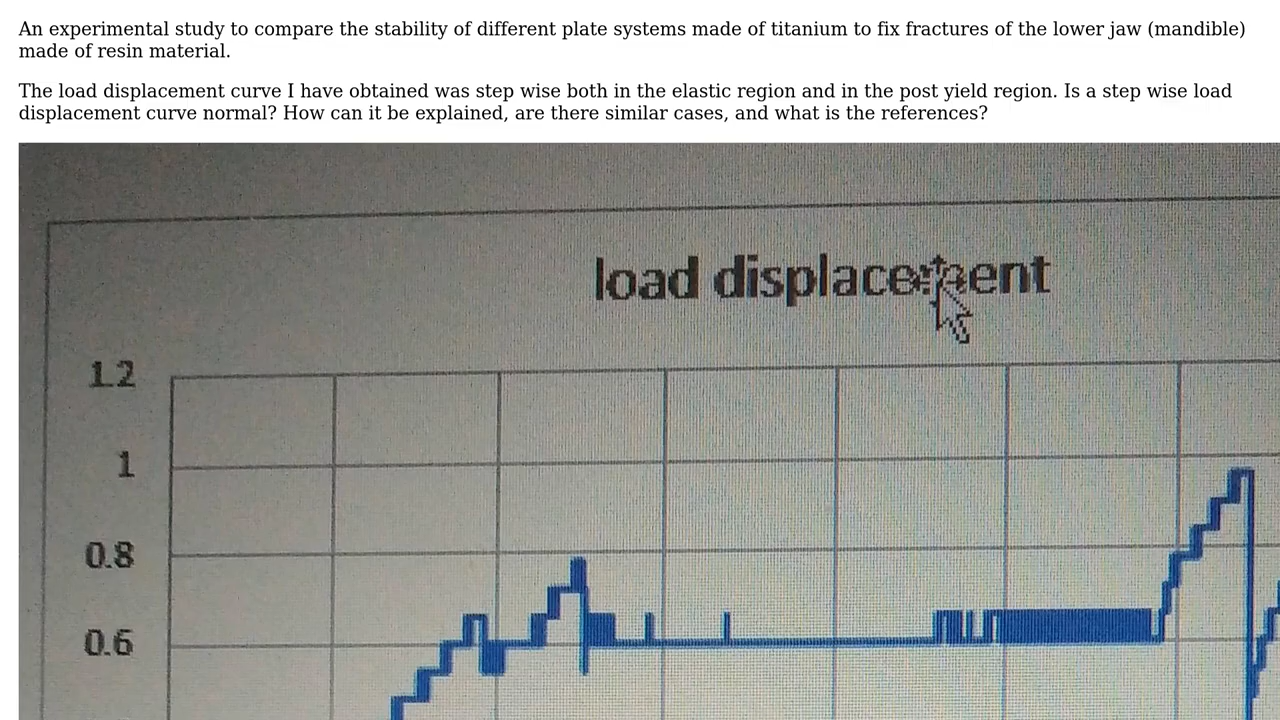 An experimental study to compare the stability of different plate systems made of titanium to fix fractures of the lower jaw (mandible)
made of resin material.
The load displacement curve I have obtained was step wise both in the elastic region and in the post yield region. Is a step wise load
displacement curve normal? How can it be explained, are there similar cases, and what is the references?
load displacement
1.2
1
0.8
0.6